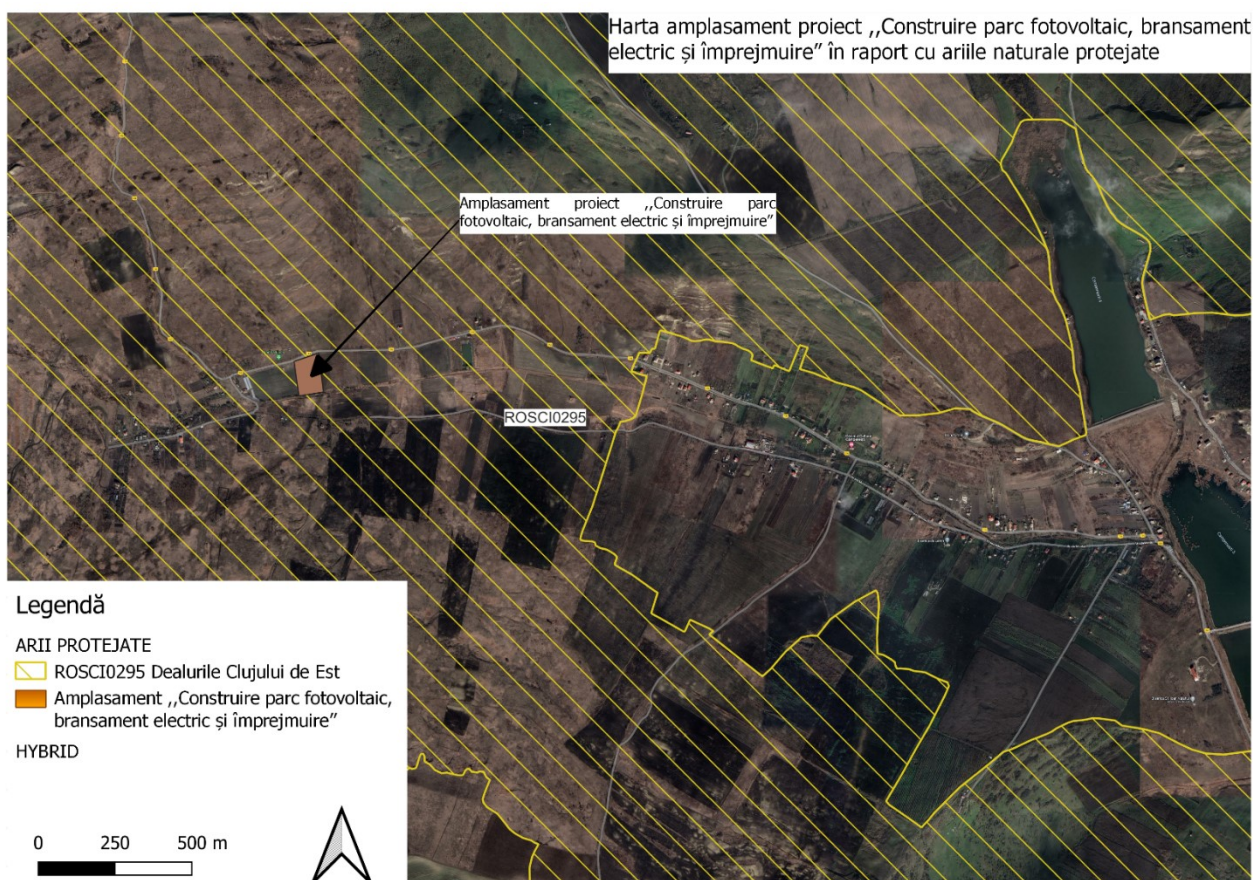 Harta amplasament proiect ,,Construire parc fotovoltaic, bransament
electric și împrejmuire” în raport cu ariile naturale protejate
Amplasament proiect ,,Construire parc
fotovoltaic, bransament electric și împrejmuire”
ROSCI0295
Legendă
ARII PROTEJATE
ROSCI0295 Dealurile Clujului de Est
Amplasament ,,Construire parc fotovoltaic,
bransament electric și împrejmuire”
HYBRID
0 250 500 m